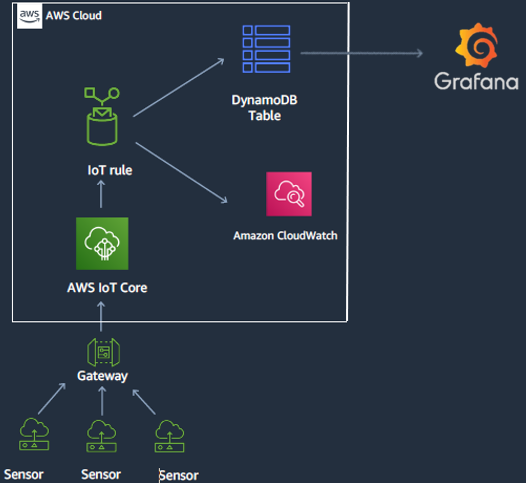 aws
AWS Cloud
Grafana
DynamoDB
Table
IoT rule
Amazon CloudWatch
AWS IoT Core
Gateway
Sensor
Sensor
Sensor